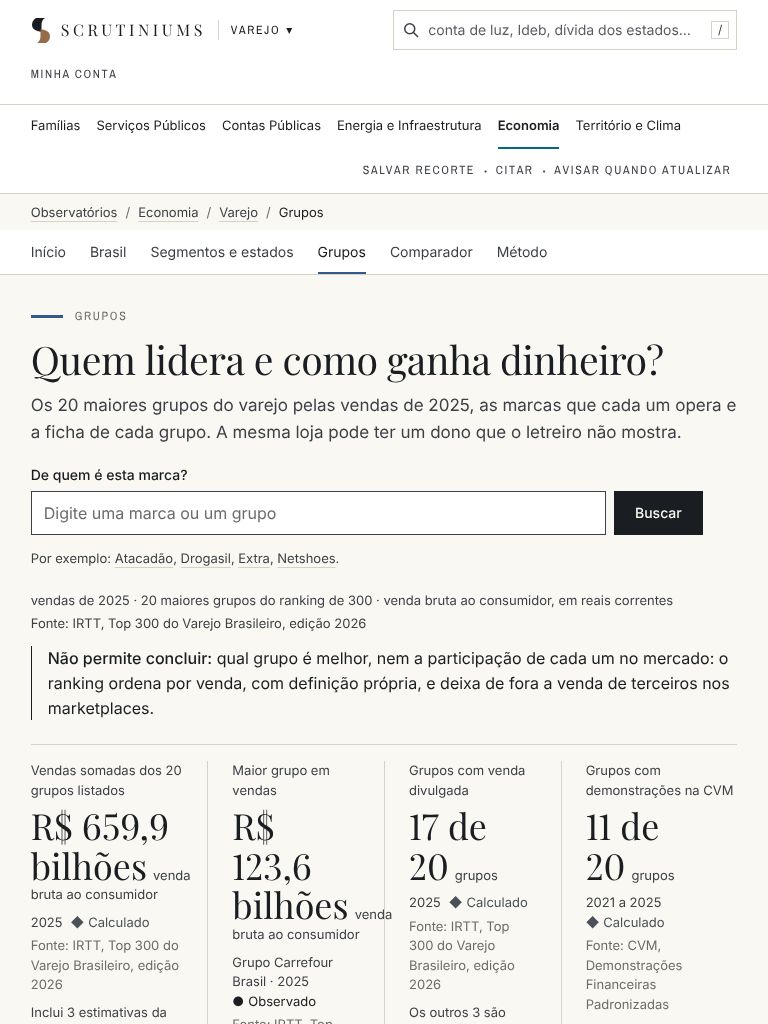 SCRUTINIUMS
VAREJO ▼
conta de luz, Ideb, dívida dos estados... /
MINHA CONTA
Famílias Serviços Públicos Contas Públicas Energia e Infraestrutura Economia Território e Clima
SALVAR RECORTE · CITAR · AVISAR QUANDO ATUALIZAR
Observatórios / Economia / Varejo / Grupos
Início Brasil Segmentos e estados Grupos Comparador Método
GRUPOS
Quem lidera e como ganha dinheiro?
Os 20 maiores grupos do varejo pelas vendas de 2025, as marcas que cada um opera e
a ficha de cada grupo. A mesma loja pode ter um dono que o letreiro não mostra.
De quem é esta marca?
Digite uma marca ou um grupo
Buscar
Por exemplo: Atacadão, Drogasil, Extra, Netshoes.
vendas de 2025 · 20 maiores grupos do ranking de 300 · venda bruta ao consumidor, em reais correntes
Fonte: IRTT, Top 300 do Varejo Brasileiro, edição 2026
Não permite concluir: qual grupo é melhor, nem a participação de cada um no mercado: o
ranking ordena por venda, com definição própria, e deixa de fora a venda de terceiros nos
marketplaces.
Vendas somadas dos 20
grupos listados
R$ 659,9
bilhões venda
bruta ao consumidor
2025 ◆ Calculado
Fonte: IRTT, Top 300 do
Varejo Brasileiro, edição
2026
Inclui 3 estimativas da
Maior grupo em
vendas
R$
123,6
bilhões venda
bruta ao consumidor
Grupo Carrefour
Brasil · 2025
● Observado
Fonte: IRTT, Top
Grupos com venda
divulgada
17 de
20 grupos
2025 ◆ Calculado
Fonte: IRTT, Top
300 do Varejo
Brasileiro, edição
2026
Os outros 3 são
Grupos com
demonstrações na CVM
11 de
20 grupos
2021 a 2025
◆ Calculado
Fonte: CVM,
Demonstrações
Financeiras
Padronizadas